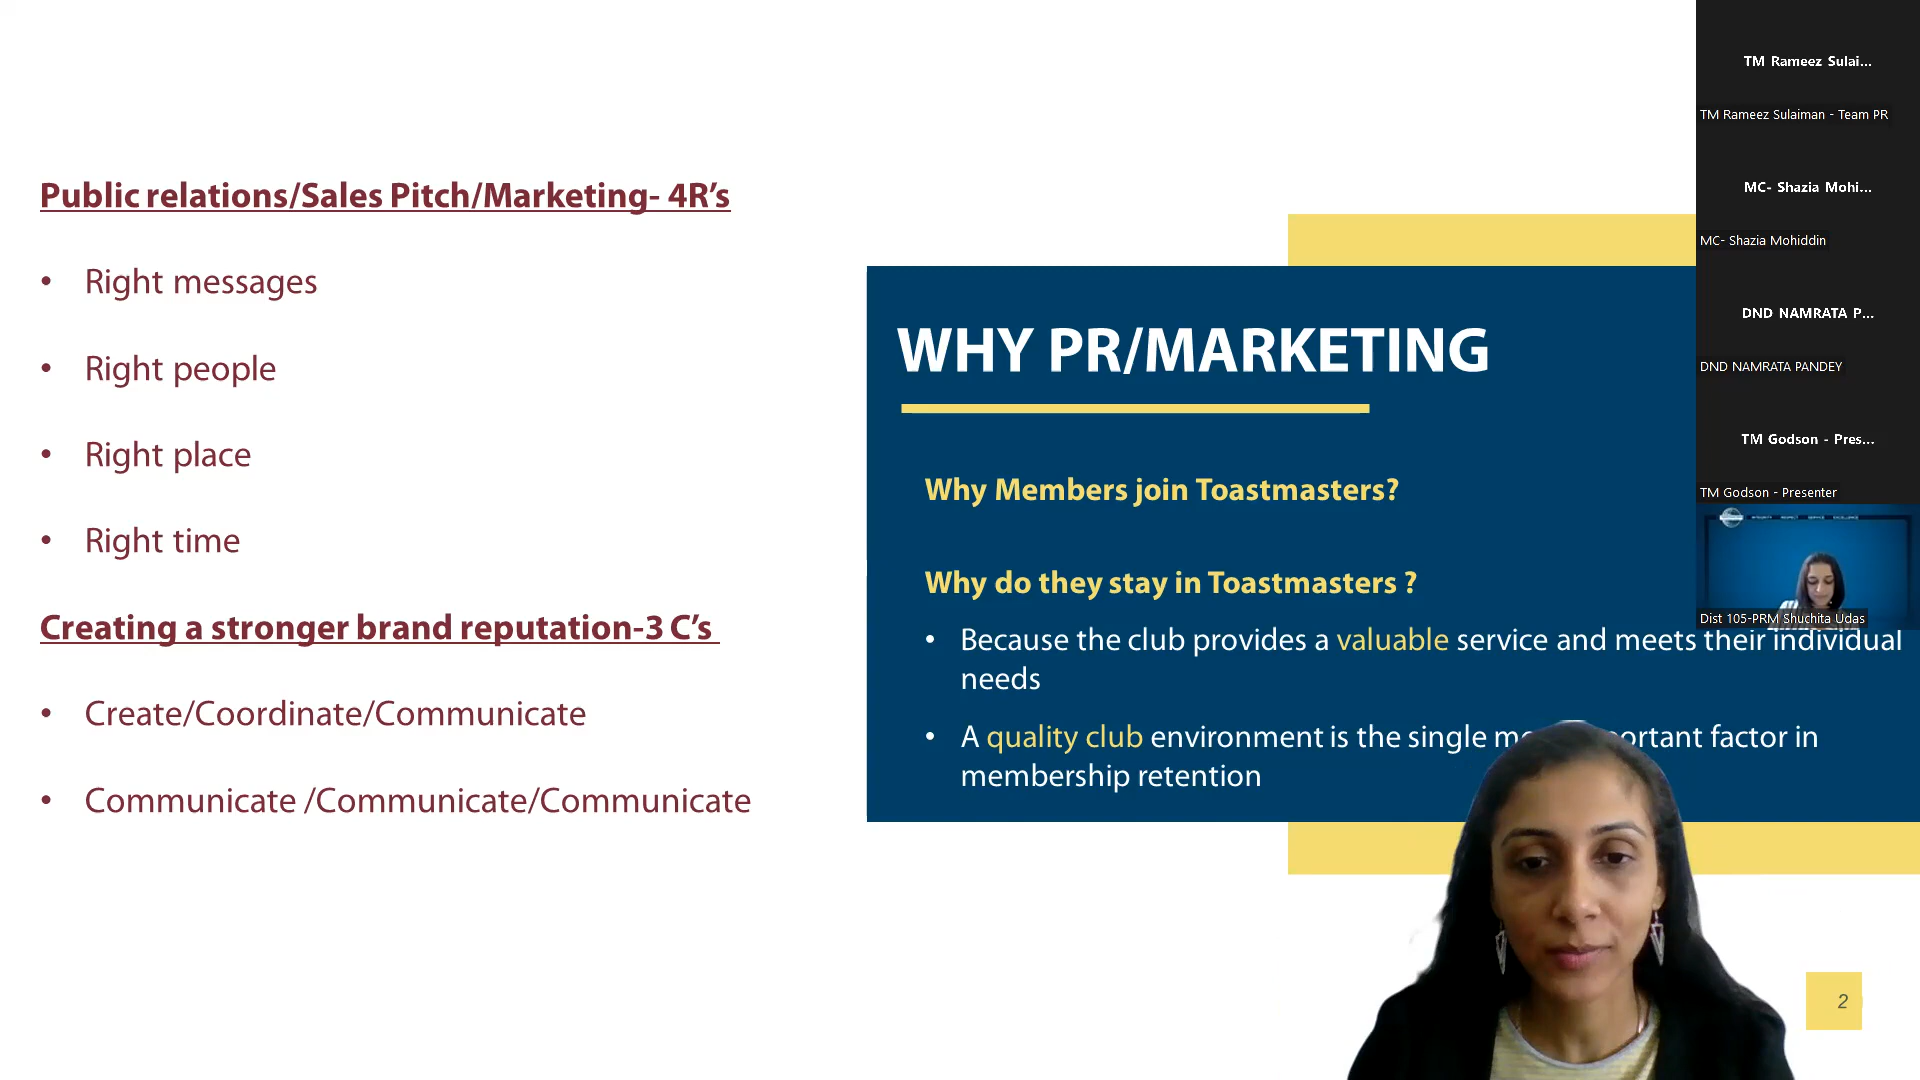 Public relations/Sales Pitch/Marketing- 4R’s
• Right messages
• Right people
• Right place
• Right time
Creating a stronger brand reputation-3 C’s
• Create/Coordinate/Communicate
• Communicate /Communicate/Communicate
WHY PR/MARKETING
Why Members join Toastmasters?
Why do they stay in Toastmasters ?
• Because the club provides a valuable service and meets their individual
needs
• A quality club environment is the single most important factor in
membership retention
2
TM Rameez Sulai...
TM Rameez Sulaiman - Team PR
MC- Shazia Mohi...
MC- Shazia Mohiddin
DND NAMRATA P...
DND NAMRATA PANDEY
TM Godson - Pres...
TM Godson - Presenter
Dist 105-PRM Shuchita Udas